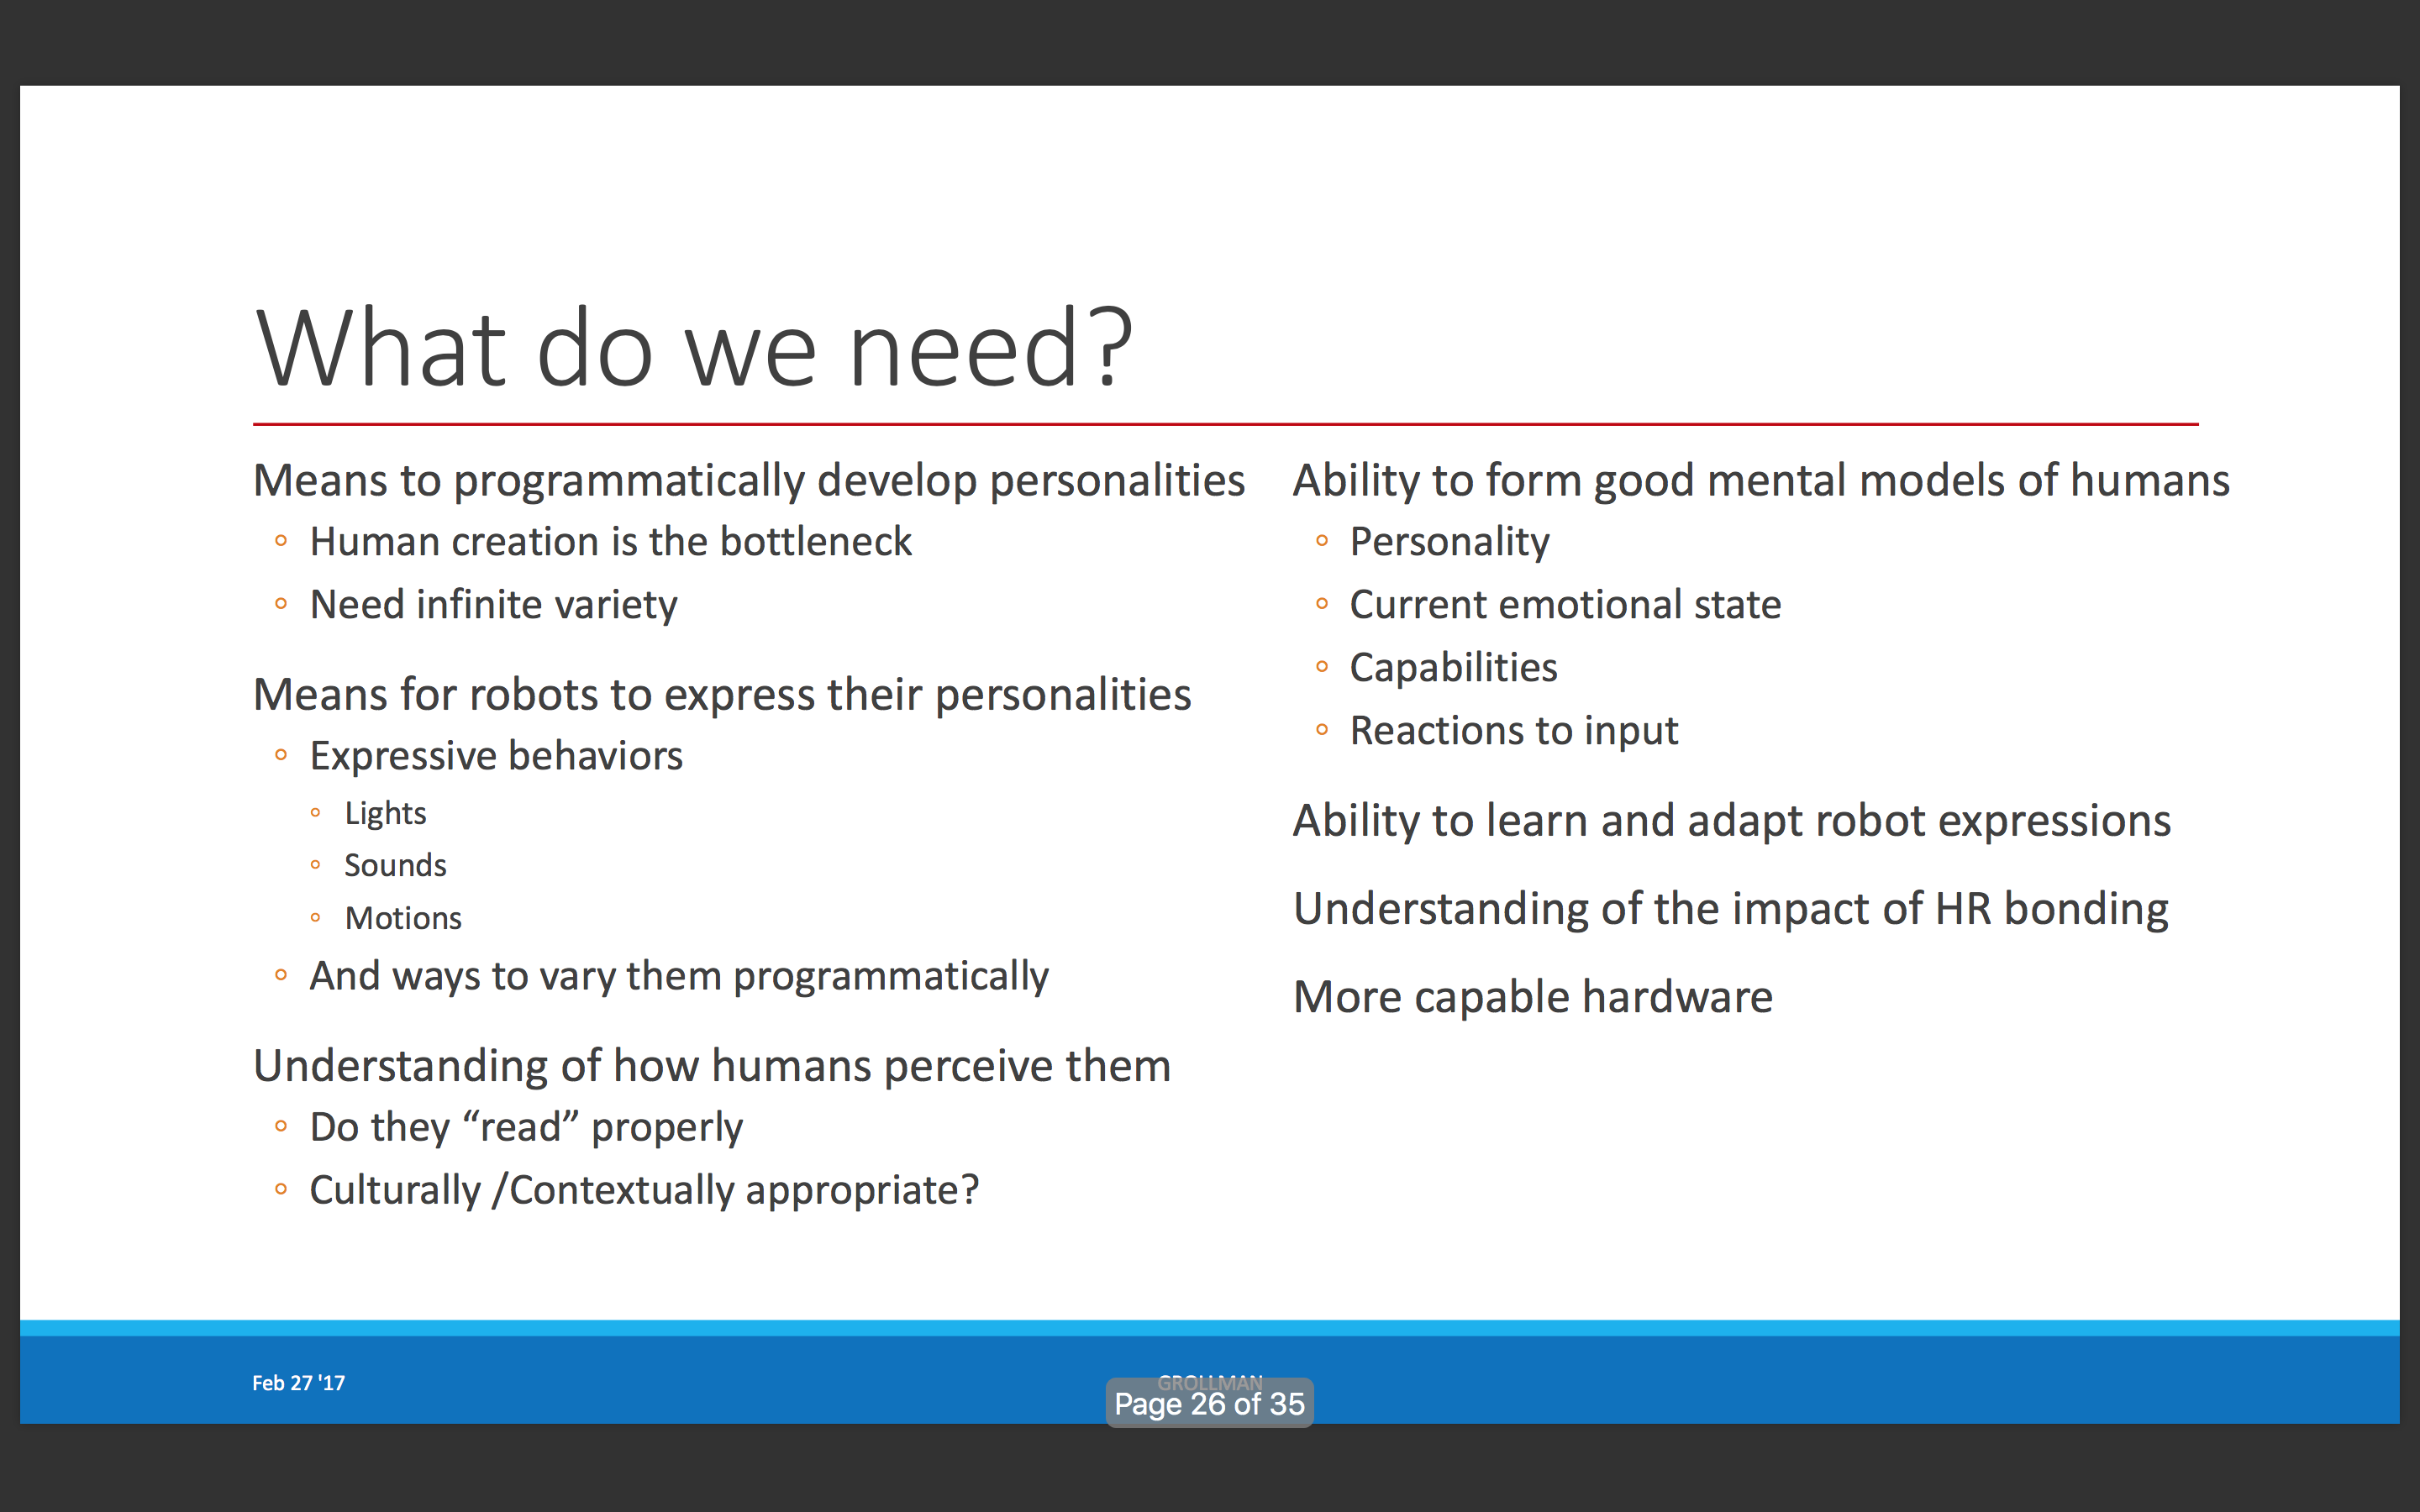 What do we need?
Means to programmatically develop personalities
Human creation is the bottleneck
Need infinite variety
Means for robots to express their personalities
Expressive behaviors
Lights
Sounds
Motions
And ways to vary them programmatically
Understanding of how humans perceive them
Do they “read” properly
Culturally /Contextually appropriate?
Ability to form good mental models of humans
Personality
Current emotional state
Capabilities
Reactions to input
Ability to learn and adapt robot expressions
Understanding of the impact of HR bonding
More capable hardware
Feb 27 '17
GROLLMAN
Page 26 of 35